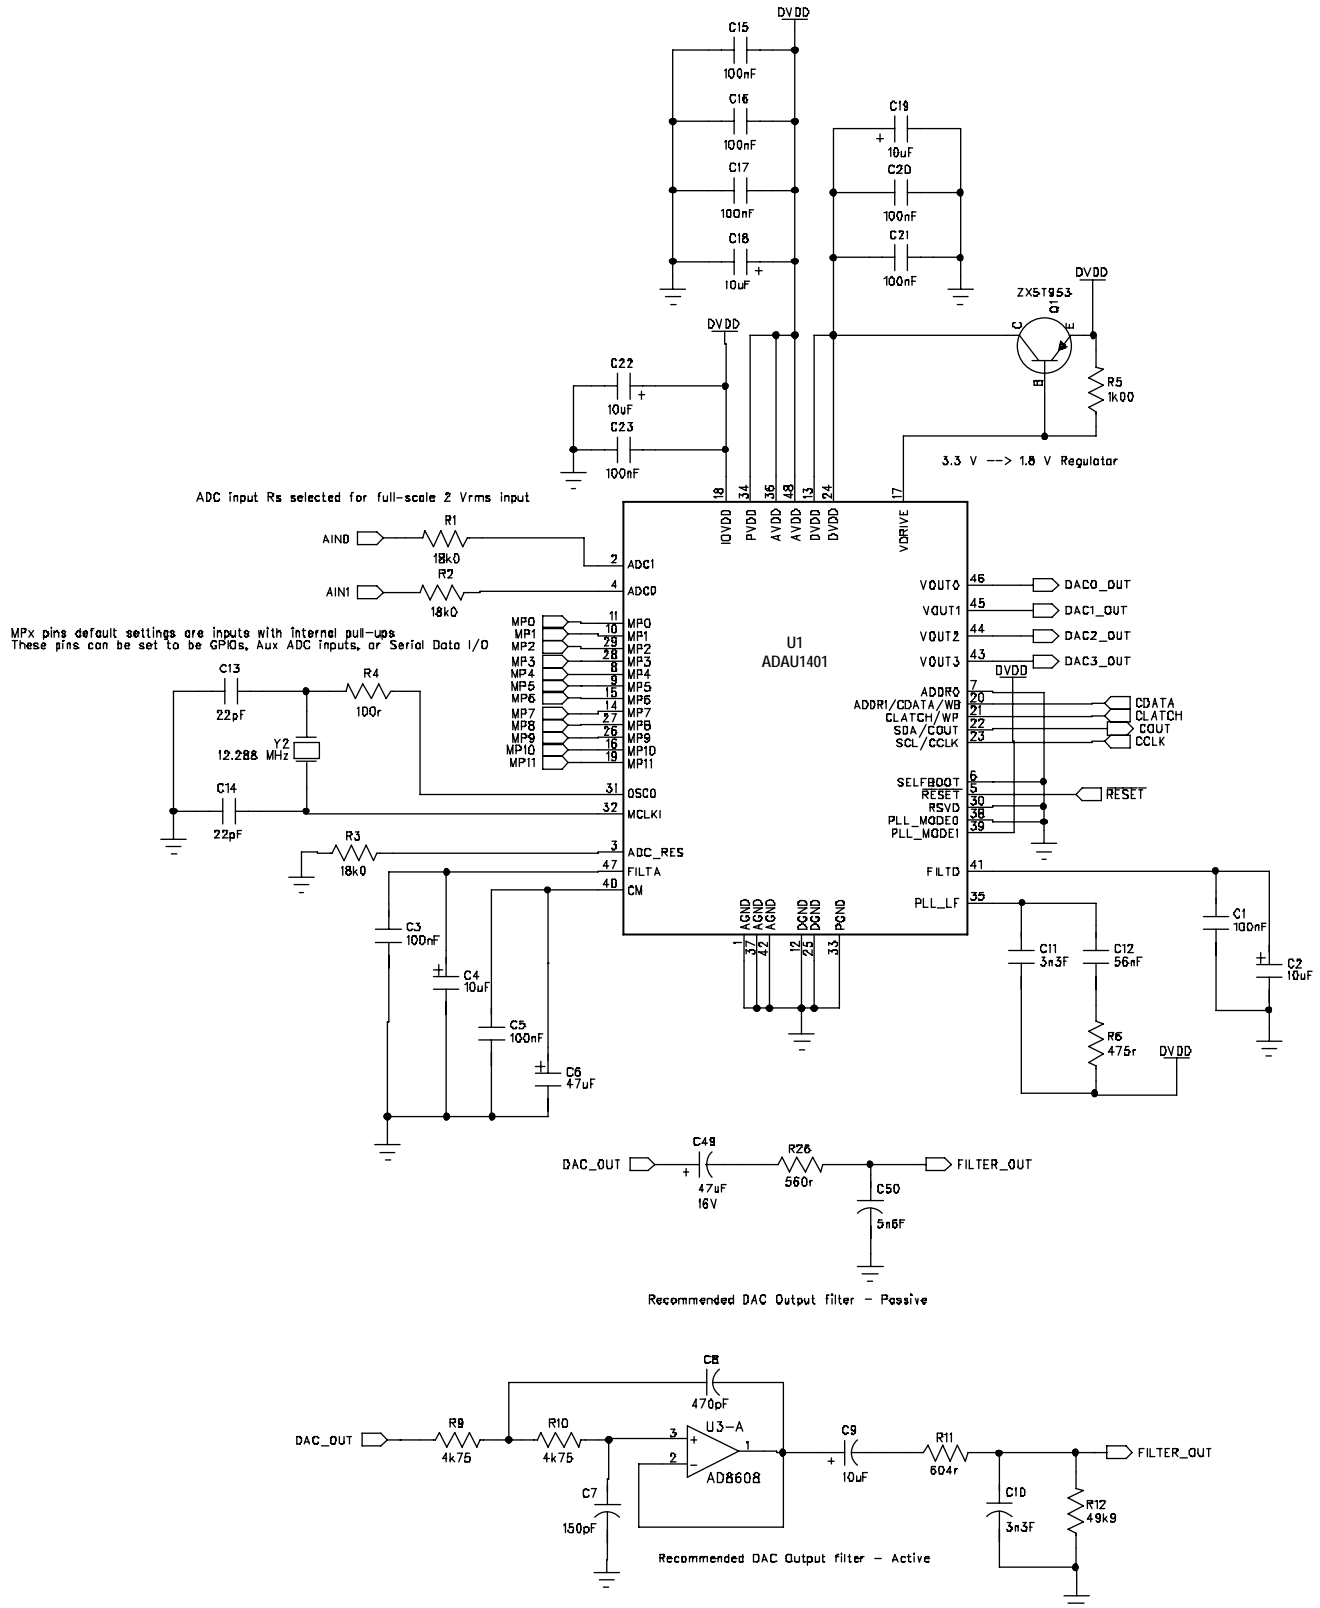 DVDD
C15
100nF
C16
100nF
C17
100nF
C18
+
10uF
C19
+
10uF
C20
100nF
C21
100nF
DVDD
ZX5T953
Q1
C
E
B
R5
1k00
3.3 V --> 1.8 V Regulator
DVDD
C22
+
10uF
C23
100nF
ADC input Rs selected for full-scale 2 Vrms input
AIN0
R1
18k0
AIN1
R2
18k0
MPx pins default settings are inputs with internal pull-ups
These pins can be set to be GPIOs, Aux ADC inputs, or Serial Data I/O
C13
22pF
R4
100r
Y2
12.288 MHz
C14
22pF
R3
18k0
18 IOVDD
34 PVDD
36 AVDD
48 AVDD
13 DVDD
24 DVDD
17 VDRIVE
2 ADC1
4 ADC0
MP0 11 MP0
MP1 10 MP1
MP2 29 MP2
MP3 28 MP3
MP4 8 MP4
MP5 9 MP5
MP6 15 MP6
MP7 14 MP7
MP8 27 MP8
MP9 26 MP9
MP10 16 MP10
MP11 19 MP11
31 OSCO
32 MCLKI
3 ADC_RES
47 FILTA
40 CM
U1
ADAU1401
VOUT0 46 DAC0_OUT
VOUT1 45 DAC1_OUT
VOUT2 44 DAC2_OUT
VOUT3 43 DAC3_OUT
DVDD
ADDR0 7
ADDR1/CDATA/WB 20 CDATA
CLATCH/WP 21 CLATCH
SDA/COUT 22 COUT
SCL/CCLK 23 CCLK
SELFBOOT 6
RESET 5 RESET
RSVD 30
PLL_MODE0 38
PLL_MODE1 39
FILTD 41
PLL_LF 35
AGND 1
AGND 37
AGND 42
DGND 12
DGND 25
PGND 33
C3
100nF
+
C4
10uF
C5
100nF
+
C6
47uF
C11
3n3F
C12
56nF
C1
100nF
+
C2
10uF
R6
475r
DVDD
DAC_OUT
C49
+
47uF
16V
R26
560r
C50
5n6F
FILTER_OUT
Recommended DAC Output filter - Passive
DAC_OUT
R9
4k75
R10
4k75
C8
470pF
C7
150pF
U3-A
3 +
2 -
1
AD8608
C9
+
10uF
R11
604r
C10
3n3F
R12
49k9
FILTER_OUT
Recommended DAC Output filter - Active